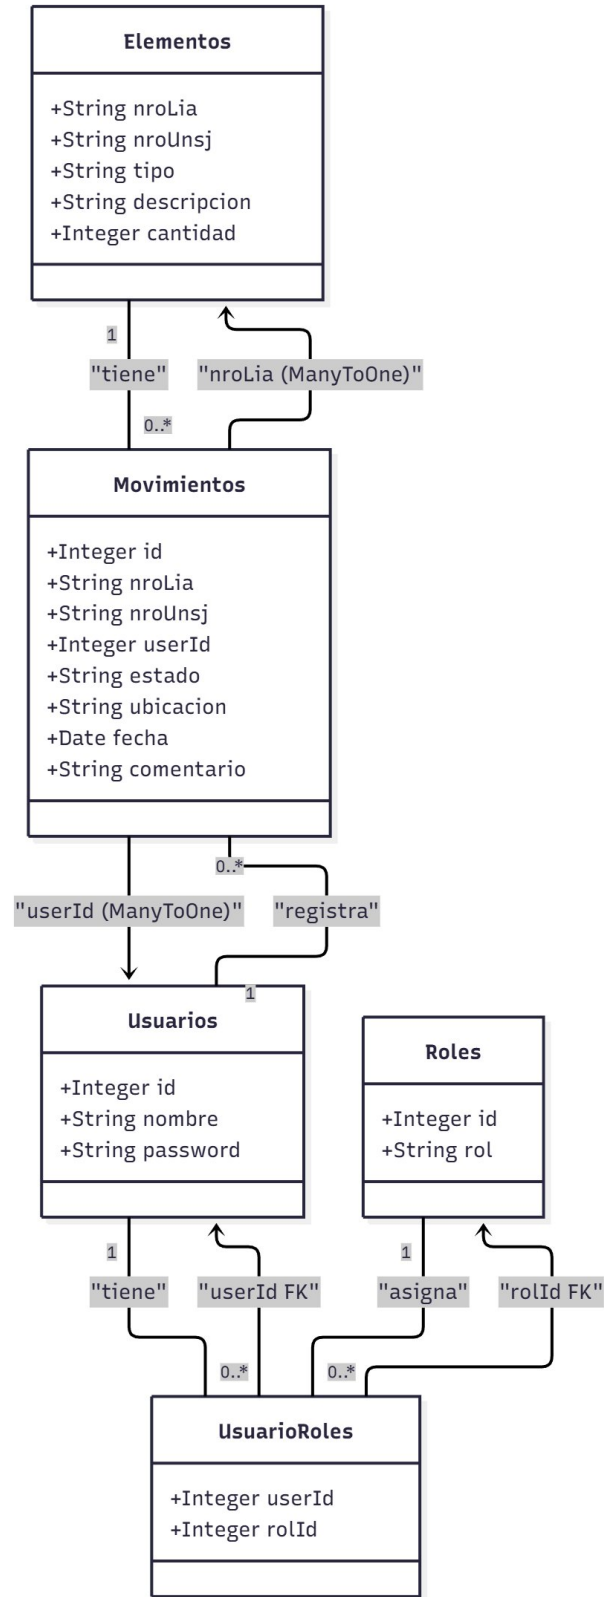 Elementos
+String nroLia
+String nroUnsj
+String tipo
+String descripcion
+Integer cantidad
1
"tiene"
"nroLia (ManyToOne)"
0..*
Movimientos
+Integer id
+String nroLia
+String nroUnsj
+Integer userId
+String estado
+String ubicacion
+Date fecha
+String comentario
0..*
"userId (ManyToOne)"
"registra"
1
Usuarios
+Integer id
+String nombre
+String password
Roles
+Integer id
+String rol
1
"tiene"
"userId FK"
1
"asigna"
"rolId FK"
0..*
0..*
UsuarioRoles
+Integer userId
+Integer rolId